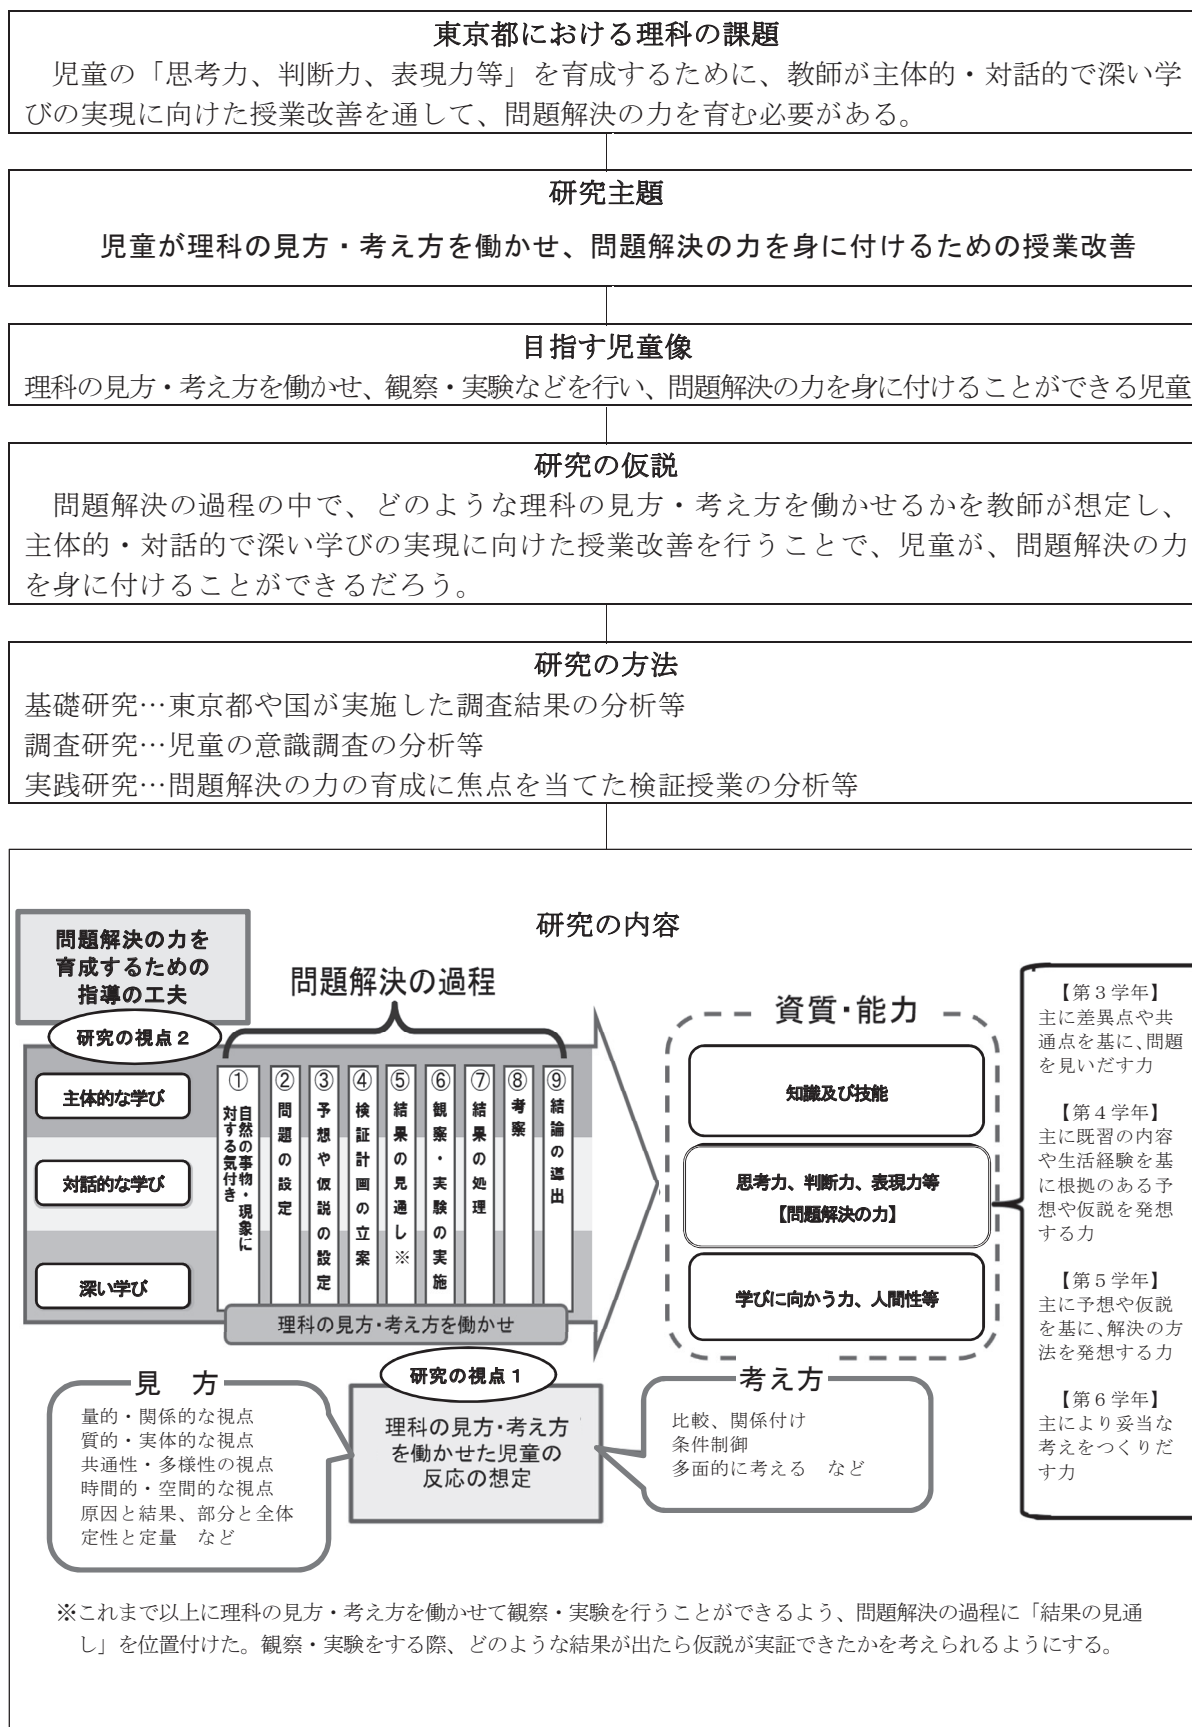 東京都における理科の課題
児童の「思考力、判断力、表現力等」を育成するために、教師が主体的・対話的で深い学
びの実現に向けた授業改善を通して、問題解決の力を育む必要がある。
研究主題
児童が理科の見方・考え方を働かせ、問題解決の力を身に付けるための授業改善
目指す児童像
理科の見方・考え方を働かせ、観察・実験などを行い、問題解決の力を身に付けることができる児童
研究の仮説
問題解決の過程の中で、どのような理科の見方・考え方を働かせるかを教師が想定し、
主体的・対話的で深い学びの実現に向けた授業改善を行うことで、児童が、問題解決の力
を身に付けることができるだろう。
研究の方法
基礎研究…東京都や国が実施した調査結果の分析等
調査研究…児童の意識調査の分析等
実践研究…問題解決の力の育成に焦点を当てた検証授業の分析等
研究の内容
問題解決の力を
育成するための
指導の工夫
研究の視点2
主体的な学び
対話的な学び
深い学び
問題解決の過程
①自然の事物・現象に
対する気付き
②問題の設定
③予想や仮説の設定
④検証計画の立案
⑤結果の見通し※
⑥観察・実験の実施
⑦結果の処理
⑧考察
⑨結論の導出
理科の見方・考え方を働かせ
資質・能力
知識及び技能
思考力、判断力、表現力等
【問題解決の力】
学びに向かう力、人間性等
【第3学年】
主に差異点や共
通点を基に、問題
を見いだす力
【第4学年】
主に既習の内容
や生活経験を基
に根拠のある予
想や仮説を発想
する力
【第5学年】
主に予想や仮説
を基に、解決の方
法を発想する力
【第6学年】
主により妥当な
考えをつくりだ
す力
見 方
量的・関係的な視点
質的・実体的な視点
共通性・多様性の視点
時間的・空間的な視点
原因と結果、部分と全体
定性と定量 など
研究の視点1
理科の見方・考え方
を働かせた児童の
反応の想定
考え方
比較、関係付け
条件制御
多面的に考える など
※これまで以上に理科の見方・考え方を働かせて観察・実験を行うことができるよう、問題解決の過程に「結果の見通
し」を位置付けた。観察・実験をする際、どのような結果が出たら仮説が実証できたかを考えられるようにする。